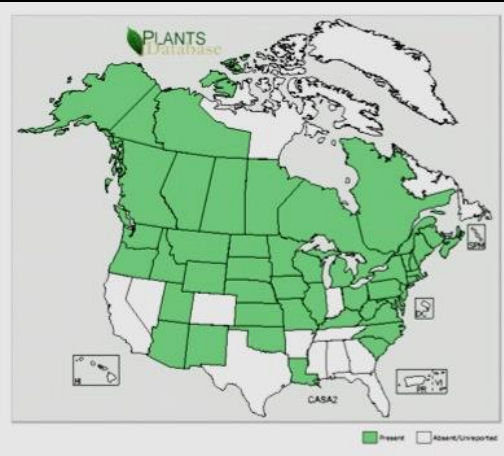 PLANTS
Database
SPM
DC
HI
PR
VI
CASA2
Present
Absent/Unreported